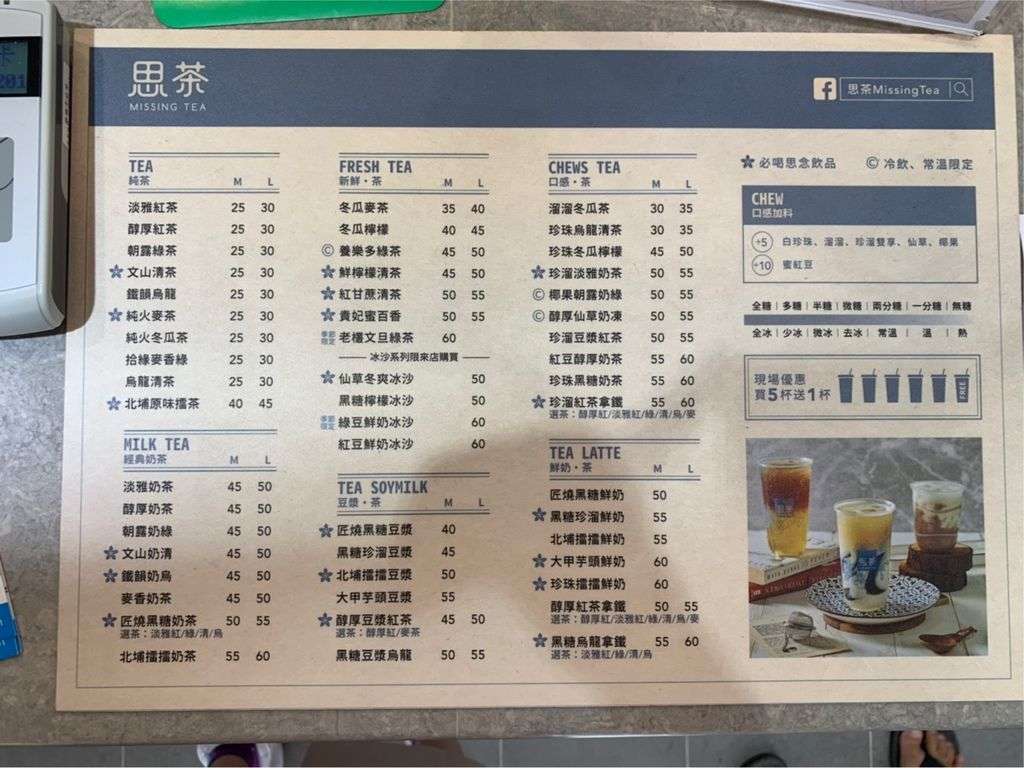 思茶
MISSING TEA
思茶MissingTea
TEA
純茶 M L
淡雅紅茶 25 30
醇厚紅茶 25 30
朝露綠茶 25 30
文山清茶 25 30
鐵韻烏龍 25 30
純火麥茶 25 30
純火冬瓜茶 25 30
拾緣麥香綠 25 30
烏龍清茶 25 30
北埔原味擂茶 40 45
MILK TEA
經典奶茶 M L
淡雅奶茶 45 50
醇厚奶茶 45 50
朝露奶綠 45 50
文山奶清 45 50
鐵韻奶烏 45 50
麥香奶茶 45 50
匠燒黑糖奶茶 50 55
選茶：淡雅紅/綠/清/烏
北埔擂擂奶茶 55 60
FRESH TEA
新鮮・茶 M L
冬瓜麥茶 35 40
冬瓜檸檬 40 45
Ⓒ 養樂多綠茶 45 50
鮮檸檬清茶 45 50
紅甘蔗清茶 50 55
貴妃蜜百香 50 55
季節限定 老欉文旦綠茶 60
冰沙系列限來店購買
仙草冬爽冰沙 50
黑糖檸檬冰沙 50
季節限定 綠豆鮮奶冰沙 60
紅豆鮮奶冰沙 60
TEA SOYMILK
豆漿・茶 M L
匠燒黑糖豆漿 40
黑糖珍溜豆漿 45
北埔擂擂豆漿 50
大甲芋頭豆漿 55
醇厚豆漿紅茶 45 50
選茶：醇厚紅/麥茶
黑糖豆漿烏龍 50 55
CHEWS TEA
口感・茶 M L
溜溜冬瓜茶 30 35
珍珠烏龍清茶 30 35
珍珠冬瓜檸檬 45 50
珍溜淡雅奶茶 50 55
Ⓒ 椰果朝露奶綠 50 55
Ⓒ 醇厚仙草奶凍 50 55
珍溜豆漿紅茶 50 55
紅豆醇厚奶茶 55 60
珍珠黑糖奶茶 55 60
珍溜紅茶拿鐵 55 60
選茶：醇厚紅/淡雅紅/綠/清/烏/麥
TEA LATTE
鮮奶・茶 M L
匠燒黑糖鮮奶 50
黑糖珍溜鮮奶 55
北埔擂擂鮮奶 55
大甲芋頭鮮奶 60
珍珠擂擂鮮奶 60
醇厚紅茶拿鐵 50 55
選茶：醇厚紅/淡雅紅/綠/清/烏/麥
黑糖烏龍拿鐵 55 60
選茶：淡雅紅/綠/清/烏
必喝思念飲品 Ⓒ 冷飲、常溫限定
CHEW
口感加料
+5 白珍珠、溜溜、珍溜雙享、仙草、椰果
+10 蜜紅豆
全糖 | 多糖 | 半糖 | 微糖 | 兩分糖 | 一分糖 | 無糖
全冰 | 少冰 | 微冰 | 去冰 | 常溫 | 溫 | 熱
現場優惠
買5杯送1杯
FREE